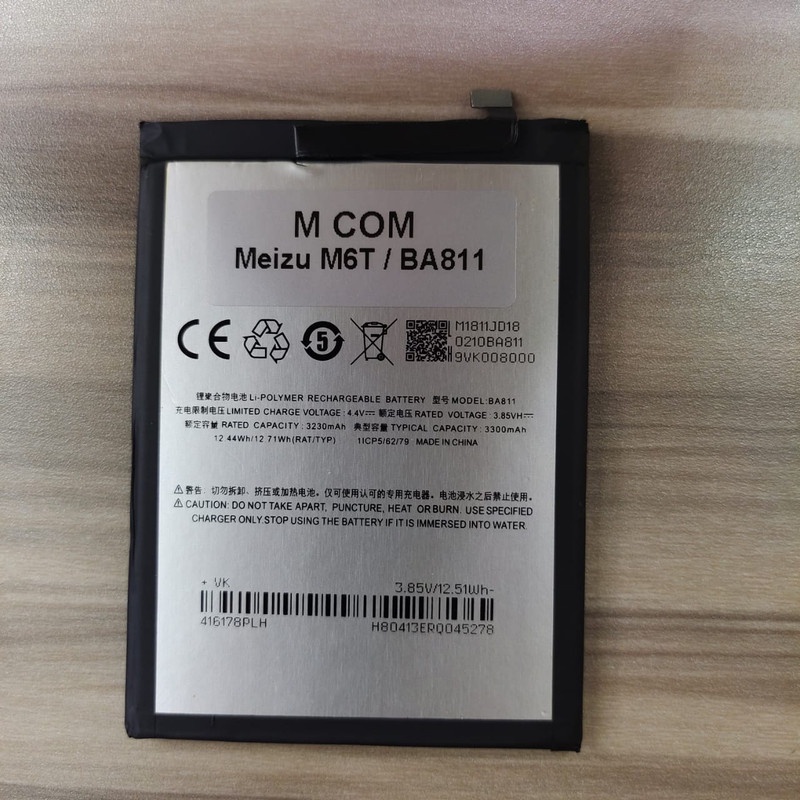 M COM
Meizu M6T / BA811
CE
5
M1811JD18
0210BA811
9VK008000
锂聚合物电池 Li-POLYMER RECHARGEABLE BATTERY 型号 MODEL:BA811
充电限制电压 LIMITED CHARGE VOLTAGE : 4.4V⎓ 额定电压 RATED VOLTAGE : 3.85VH⎓
额定容量 RATED CAPACITY : 3230mAh 典型容量 TYPICAL CAPACITY : 3300mAh
12.44Wh/12.71Wh(RAT/TYP) 1ICP5/62/79 MADE IN CHINA
⚠警告: 切勿拆卸、挤压或加热电池。仅可使用认可的专用充电器。电池浸水之后禁止使用。
⚠CAUTION: DO NOT TAKE APART, PUNCTURE, HEAT OR BURN. USE SPECIFIED
CHARGER ONLY.STOP USING THE BATTERY IF IT IS IMMERSED INTO WATER.
+ VK 3.85V/12.51Wh-
416178PLH H80413ERQ045278